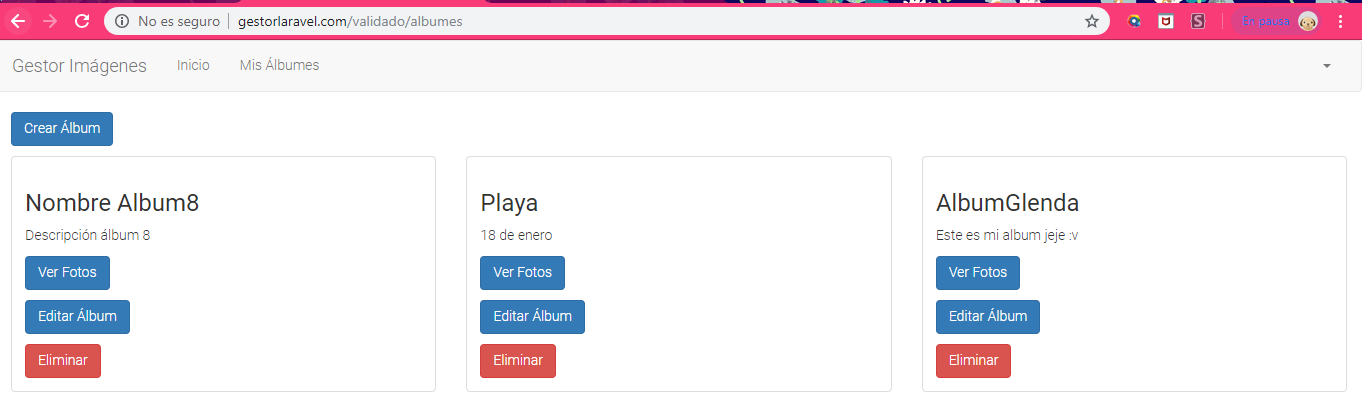 No es seguro | gestorlaravel.com/validado/albumes
En pausa
Gestor Imágenes Inicio Mis Álbumes
Crear Álbum
Nombre Album8
Descripción álbum 8
Ver Fotos
Editar Álbum
Eliminar
Playa
18 de enero
Ver Fotos
Editar Álbum
Eliminar
AlbumGlenda
Este es mi album jeje :v
Ver Fotos
Editar Álbum
Eliminar